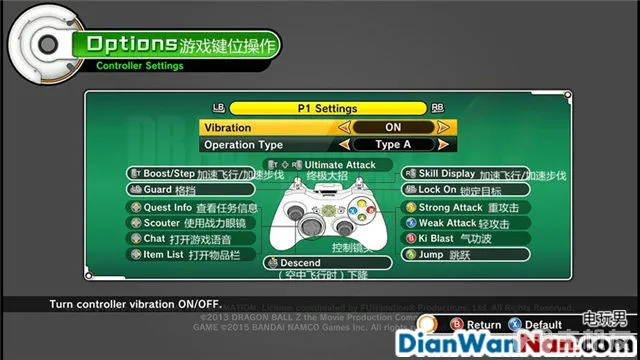 Options 游戏键位操作
Controller Settings
LB P1 Settings RB
Vibration ON
Operation Type Type A
LT Boost/Step 加速飞行/加速步伐
Guard 格挡
Quest Info 查看任务信息
Scouter 使用战力眼镜
Chat 打开游戏语音
Item List 打开物品栏
LT RT Ultimate Attack
终极大招
控制镜头
Descend
（空中飞行时）下降
Skill Display 加速飞行/加速步伐
Lock On 锁定目标
Y Strong Attack 重攻击
X Weak Attack 轻攻击
B Ki Blast 气功波
A Jump 跳跃
Turn controller vibration ON/OFF.
©2013 DRAGON BALL Z the Movie Production Comm
GAME ©2015 BANDAI NAMCO Games Inc. All rights
B Return X Default
电玩男
DianWanNan.com